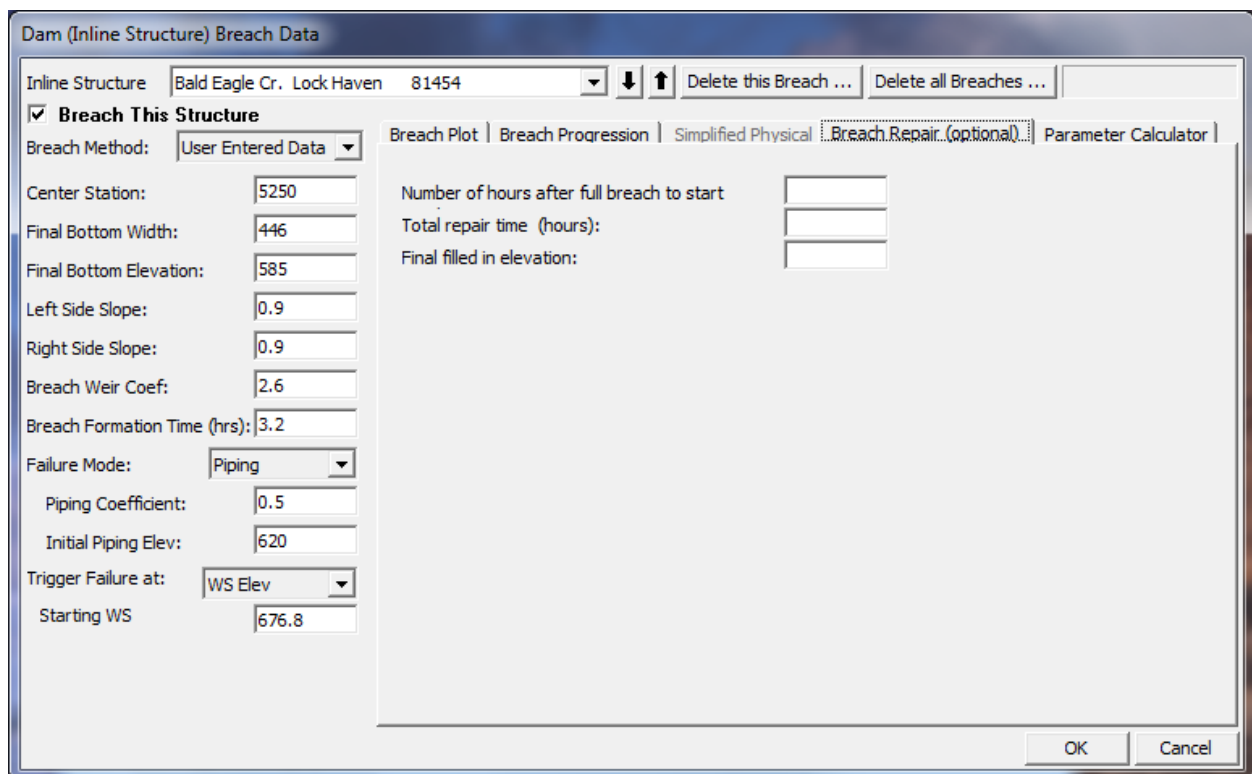 Dam (Inline Structure) Breach Data
Inline Structure Bald Eagle Cr. Lock Haven 81454 Delete this Breach ... Delete all Breaches ...
Breach This Structure
Breach Plot Breach Progression Simplified Physical Breach Repair (optional) Parameter Calculator
Breach Method: User Entered Data
Center Station: 5250
Final Bottom Width: 446
Final Bottom Elevation: 585
Left Side Slope: 0.9
Right Side Slope: 0.9
Breach Weir Coef: 2.6
Breach Formation Time (hrs): 3.2
Failure Mode: Piping
Piping Coefficient: 0.5
Initial Piping Elev: 620
Trigger Failure at: WS Elev
Starting WS 676.8
Number of hours after full breach to start
Total repair time (hours):
Final filled in elevation:
OK Cancel